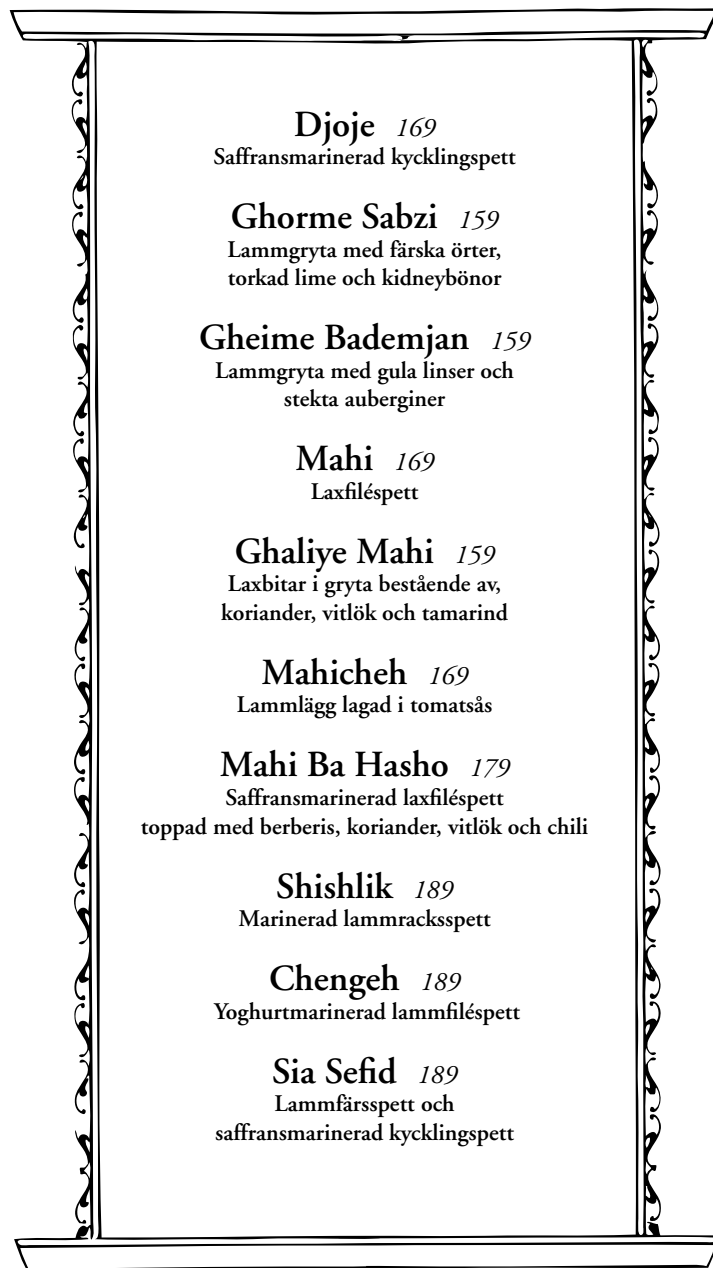 Djoje 169
Saffransmarinerad kycklingspett
Ghorme Sabzi 159
Lammgryta med färska örter,
torkad lime och kidneybönor
Gheime Bademjan 159
Lammgryta med gula linser och
stekta auberginer
Mahi 169
Laxfiléspett
Ghaliye Mahi 159
Laxbitar i gryta bestående av,
koriander, vitlök och tamarind
Mahicheh 169
Lammlägg lagad i tomatsås
Mahi Ba Hasho 179
Saffransmarinerad laxfiléspett
toppad med berberis, koriander, vitlök och chili
Shishlik 189
Marinerad lammracksspett
Chengeh 189
Yoghurtmarinerad lammfiléspett
Sia Sefid 189
Lammfärsspett och
saffransmarinerad kycklingspett